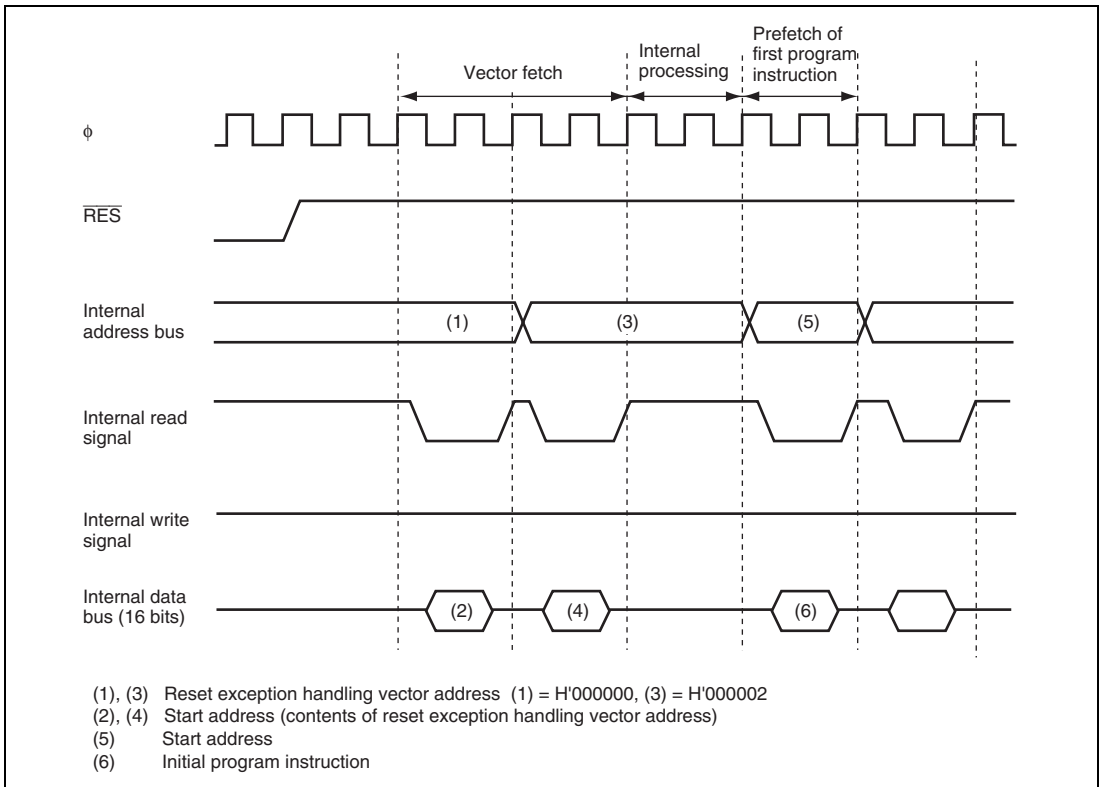 Vector fetch
Internal
processing
Prefetch of
first program
instruction
ϕ
R̅E̅S̅
Internal
address bus
(1)
(3)
(5)
Internal read
signal
Internal write
signal
Internal data
bus (16 bits)
(2)
(4)
(6)
(1), (3) Reset exception handling vector address (1) = H'000000, (3) = H'000002
(2), (4) Start address (contents of reset exception handling vector address)
(5) Start address
(6) Initial program instruction